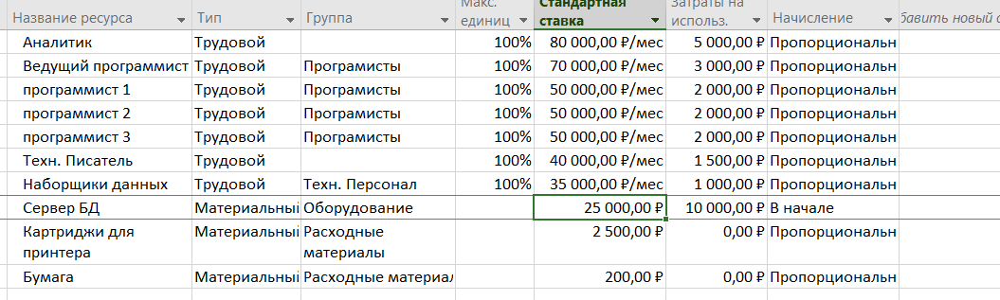 Название ресурса Тип Группа Макс. единиц Стандартная ставка Затраты на использ. Начисление бавить новый с
Аналитик Трудовой 100% 80 000,00 ₽/мес 5 000,00 ₽ Пропорциональн
Ведущий программист Трудовой Програмисты 100% 70 000,00 ₽/мес 3 000,00 ₽ Пропорциональн
программист 1 Трудовой Програмисты 100% 50 000,00 ₽/мес 2 000,00 ₽ Пропорциональн
программист 2 Трудовой Програмисты 100% 50 000,00 ₽/мес 2 000,00 ₽ Пропорциональн
программист 3 Трудовой Програмисты 100% 50 000,00 ₽/мес 2 000,00 ₽ Пропорциональн
Техн. Писатель Трудовой 100% 40 000,00 ₽/мес 1 500,00 ₽ Пропорциональн
Наборщики данных Трудовой Техн. Персонал 100% 35 000,00 ₽/мес 1 000,00 ₽ Пропорциональн
Сервер БД Материальный Оборудование 25 000,00 ₽ 10 000,00 ₽ В начале
Картриджи для принтера Материальный Расходные материалы 2 500,00 ₽ 0,00 ₽ Пропорциональн
Бумага Материальный Расходные материал 200,00 ₽ 0,00 ₽ Пропорциональн